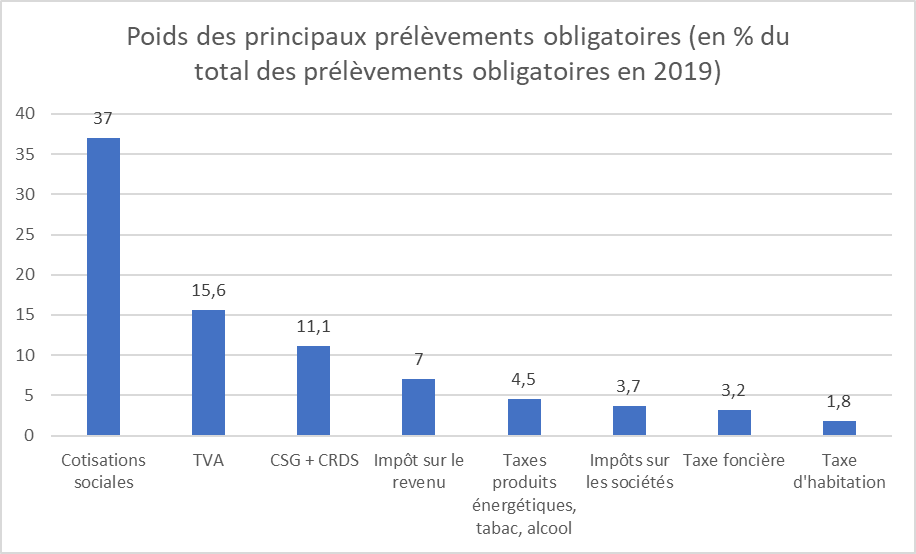 Poids des principaux prélèvements obligatoires (en % du
total des prélèvements obligatoires en 2019)
40
35
30
25
20
15
10
5
0
37
15,6
11,1
7
4,5
3,7
3,2
1,8
Cotisations
sociales
TVA
CSG + CRDS
Impôt sur le
revenu
Taxes
produits
énergétiques,
tabac, alcool
Impôts sur
les sociétés
Taxe foncière
Taxe
d'habitation